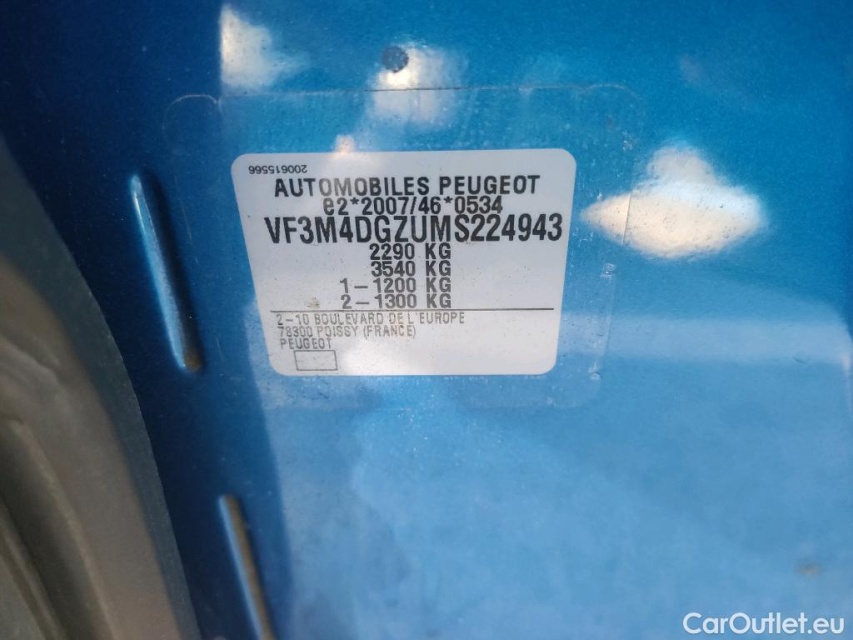 200615566
AUTOMOBILES PEUGEOT
e2*2007/46*0534
VF3M4DGZUMS224943
2290 KG
3540 KG
1-1200 KG
2-1300 KG
2-10 BOULEVARD DE L'EUROPE
78300 POISSY (FRANCE)
PEUGEOT
CarOutlet.eu